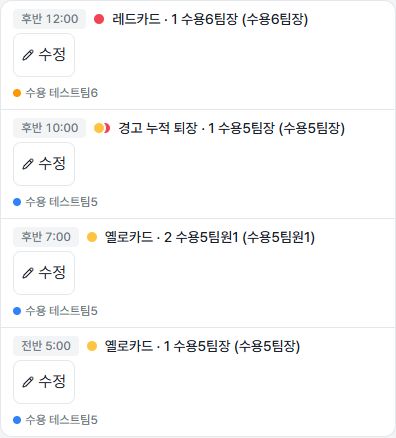 후반 12:00 레드카드 · 1 수용6팀장 (수용6팀장)
수정
수용 테스트팀6
후반 10:00 경고 누적 퇴장 · 1 수용5팀장 (수용5팀장)
수정
수용 테스트팀5
후반 7:00 옐로카드 · 2 수용5팀원1 (수용5팀원1)
수정
수용 테스트팀5
전반 5:00 옐로카드 · 1 수용5팀장 (수용5팀장)
수정
수용 테스트팀5